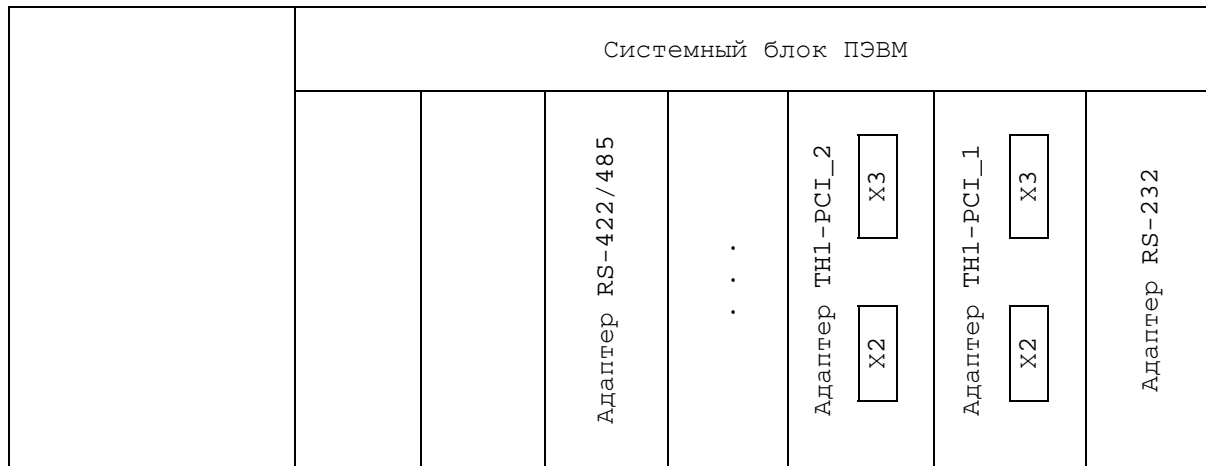 Системный блок ПЭВМ
Адаптер RS-422/485
. . .
Адаптер TH1-PCI_2
X3
X2
Адаптер TH1-PCI_1
X3
X2
Адаптер RS-232